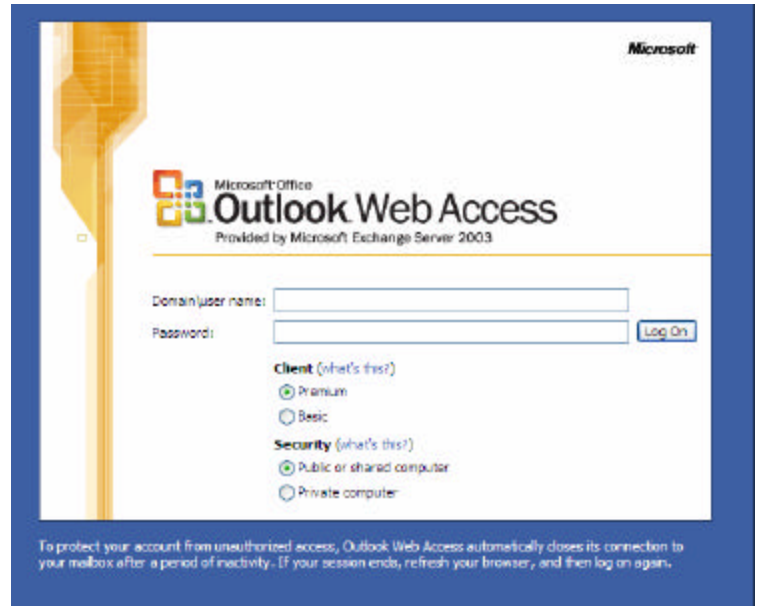 Microsoft
Microsoft Office
Outlook Web Access
Provided by Microsoft Exchange Server 2003
Domain\user name:
Password:
Log On
Client (what's this?)
Premium
Basic
Security (what's this?)
Public or shared computer
Private computer
To protect your account from unauthorized access, Outlook Web Access automatically closes its connection to
your mailbox after a period of inactivity. If your session ends, refresh your browser, and then log on again.